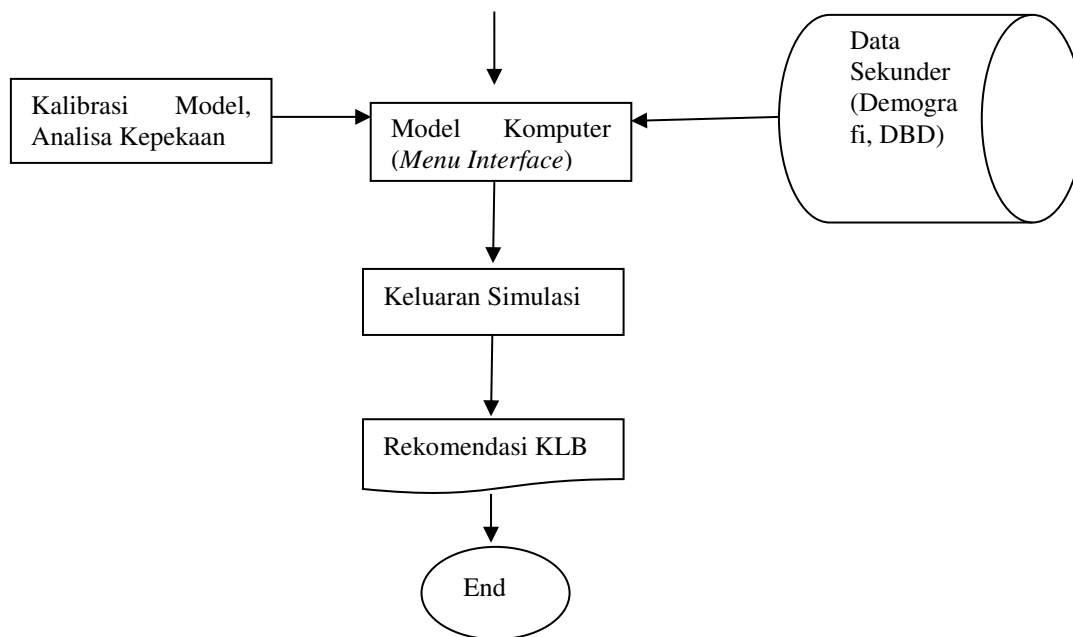 Kalibrasi Model,
Analisa Kepekaan
Model Komputer
(Menu Interface)
Data
Sekunder
(Demogra
fi, DBD)
Keluaran Simulasi
Rekomendasi KLB
End